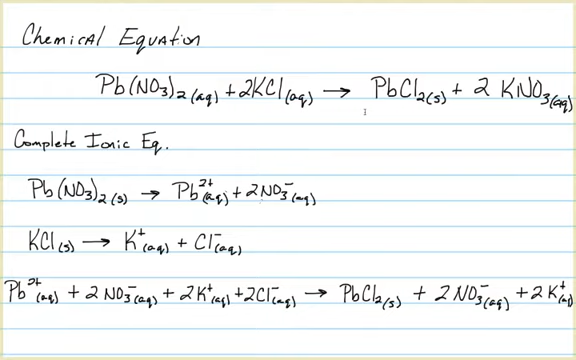 Chemical Equation
Pb(NO₃)₂(aq) + 2KCl(aq) → PbCl₂(s) + 2 KNO₃(aq)
Complete Ionic Eq.
Pb(NO₃)₂(s) → Pb²⁺(aq) + 2NO₃⁻(aq)
KCl(s) → K⁺(aq) + Cl⁻(aq)
Pb²⁺(aq) + 2NO₃⁻(aq) + 2K⁺(aq) + 2Cl⁻(aq) → PbCl₂(s) + 2NO₃⁻(aq) + 2K⁺(aq)